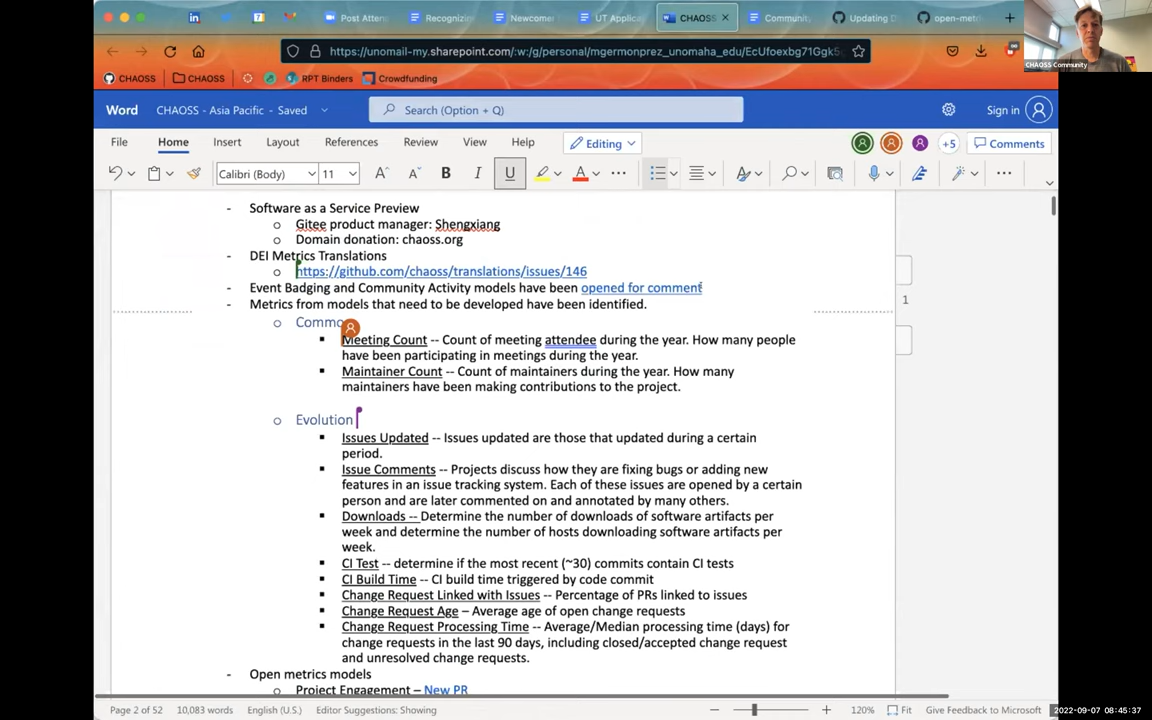 Post Atten
Recognizing
Newcomer
UT Applica
CHAOSS
Community
Updating D
open-metri
https://unomail-my.sharepoint.com/:w:/g/personal/mgermonprez_unomaha_edu/EcUfoexbg71Ggk5
CHAOSS
CHAOSS
RPT Binders
Crowdfunding
CHAOSS Community
Word
CHAOSS - Asia Pacific - Saved
Search (Option + Q)
Sign in
File
Home
Insert
Layout
References
Review
View
Help
Editing
+5
Comments
Calibri (Body)
11
- Software as a Service Preview
o Gitee product manager: Shengxiang
o Domain donation: chaoss.org
- DEI Metrics Translations
o https://github.com/chaoss/translations/issues/146
- Event Badging and Community Activity models have been opened for comment
1
- Metrics from models that need to be developed have been identified.
o Commo
▪ Meeting Count -- Count of meeting attendee during the year. How many people
have been participating in meetings during the year.
▪ Maintainer Count -- Count of maintainers during the year. How many
maintainers have been making contributions to the project.
o Evolution
▪ Issues Updated -- Issues updated are those that updated during a certain
period.
▪ Issue Comments -- Projects discuss how they are fixing bugs or adding new
features in an issue tracking system. Each of these issues are opened by a certain
person and are later commented on and annotated by many others.
▪ Downloads -- Determine the number of downloads of software artifacts per
week and determine the number of hosts downloading software artifacts per
week.
▪ CI Test -- determine if the most recent (~30) commits contain CI tests
▪ CI Build Time -- CI build time triggered by code commit
▪ Change Request Linked with Issues -- Percentage of PRs linked to issues
▪ Change Request Age – Average age of open change requests
▪ Change Request Processing Time -- Average/Median processing time (days) for
change requests in the last 90 days, including closed/accepted change request
and unresolved change requests.
- Open metrics models
o Project Engagement – New PR
Page 2 of 52
10,083 words
English (U.S.)
Editor Suggestions: Showing
120%
Fit
Give Feedback to Microsoft
2022-09-07 08:45:37